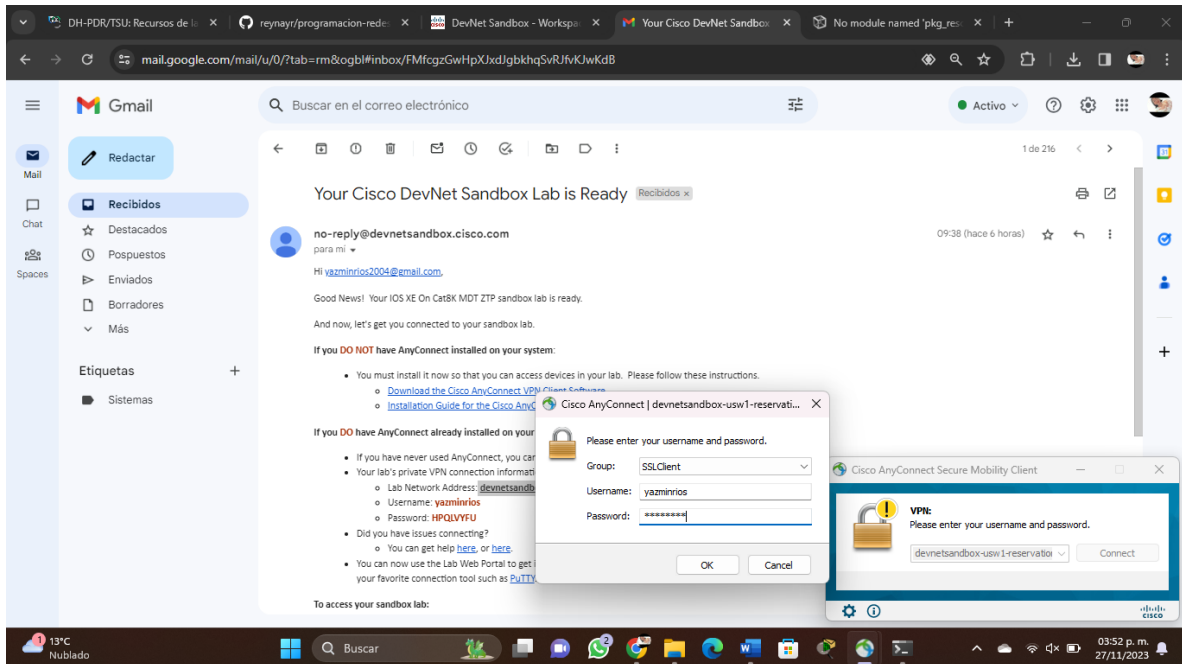 DH-PDR/TSU: Recursos de la
reynayr/programacion-redes
DevNet Sandbox - Workspa
Your Cisco DevNet Sandbox
No module named 'pkg_res
mail.google.com/mail/u/0/?tab=rm&ogbl#inbox/FMfcgzGwHpXJxdJgbkhqSvRJfvKJwKdB
Gmail
Buscar en el correo electrónico
Activo
Mail
Chat
Spaces
Redactar
Recibidos
Destacados
Pospuestos
Enviados
Borradores
Más
Etiquetas
Sistemas
1 de 216
Your Cisco DevNet Sandbox Lab is Ready Recibidos x
no-reply@devnetsandbox.cisco.com
09:38 (hace 6 horas)
para mi
Hi yazminrios2004@gmail.com,
Good News! Your IOS XE On Cat8K MDT ZTP sandbox lab is ready.
And now, let's get you connected to your sandbox lab.
If you DO NOT have AnyConnect installed on your system:
You must install it now so that you can access devices in your lab. Please follow these instructions.
Download the Cisco AnyConnect VPN Client Software
Installation Guide for the Cisco AnyC
If you DO have AnyConnect already installed on your
If you have never used AnyConnect, you car
Your lab's private VPN connection informati
Lab Network Address: devnetsandb
Username: yazminrios
Password: HPQLVYFU
Did you have issues connecting?
You can get help here, or here.
You can now use the Lab Web Portal to get i
your favorite connection tool such as PuTTY
To access your sandbox lab:
Cisco AnyConnect | devnetsandbox-usw1-reservati...
Please enter your username and password.
Group: SSLClient
Username: yazminrios
Password: ********
OK Cancel
Cisco AnyConnect Secure Mobility Client
VPN:
Please enter your username and password.
devnetsandbox-usw1-reservation
Connect
cisco
1
13°C
Nublado
Buscar
2
03:52 p. m.
27/11/2023